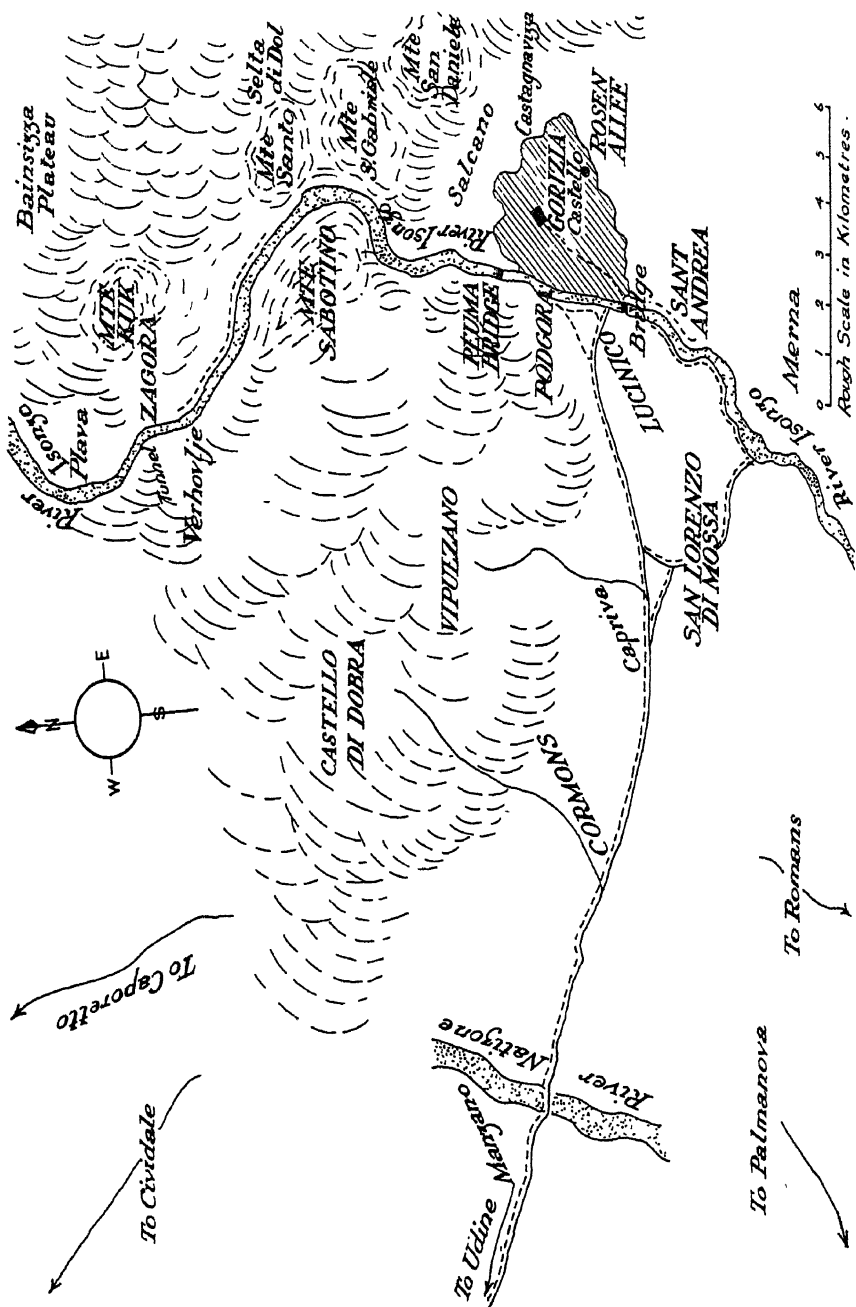 Bainsizza
Plateau
River Isonzo
Plava
MTE
KUK
ZAGORA
Tunnel
Verhovlje
Selta
di Dol
Mte
Santo
Mte
S. Gabriele
Mte
San
Daniele
MTE
SABOTINO
Salcano
Castagnavizza
River Isonzo
GORIZIA
Castello
ROSEN
ALLEE
PEUMA
BRIDGE
PODGORA
LUCINICO
Bridge
SANT
ANDREA
Merna
River Isonzo
N
W
E
S
CASTELLO
DI DOBRA
VIPULZANO
Capriva
SAN LORENZO
DI MOSSA
CORMONS
To Caporetto
To Cividale
River Natizone
Manzano
To Udine
To Palmanova
To Romans
0 1 2 3 4 5 6
Rough Scale in Kilometres.